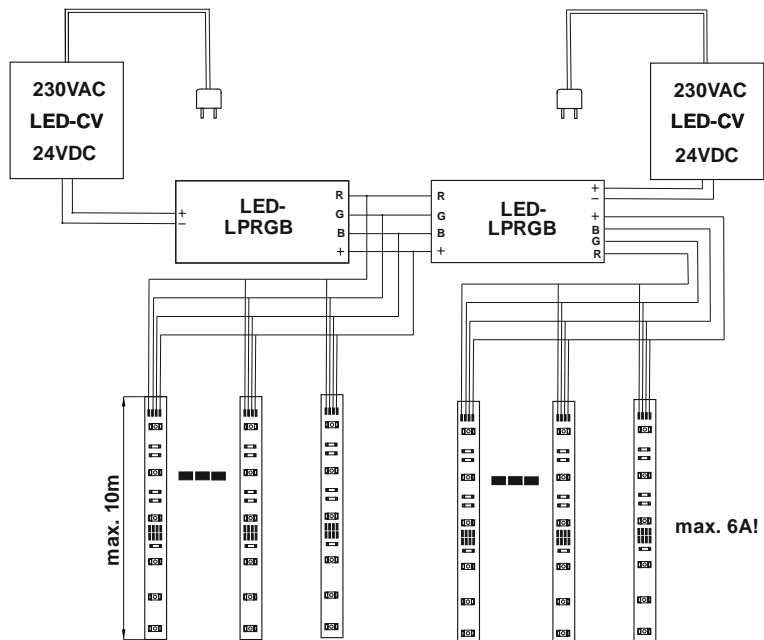 230VAC
LED-CV
24VDC
230VAC
LED-CV
24VDC
+
–
LED-
LPRGB
R
G
B
+
R
G
B
+
LED-
LPRGB
+
–
+
B
G
R
max. 10m
max. 6A!